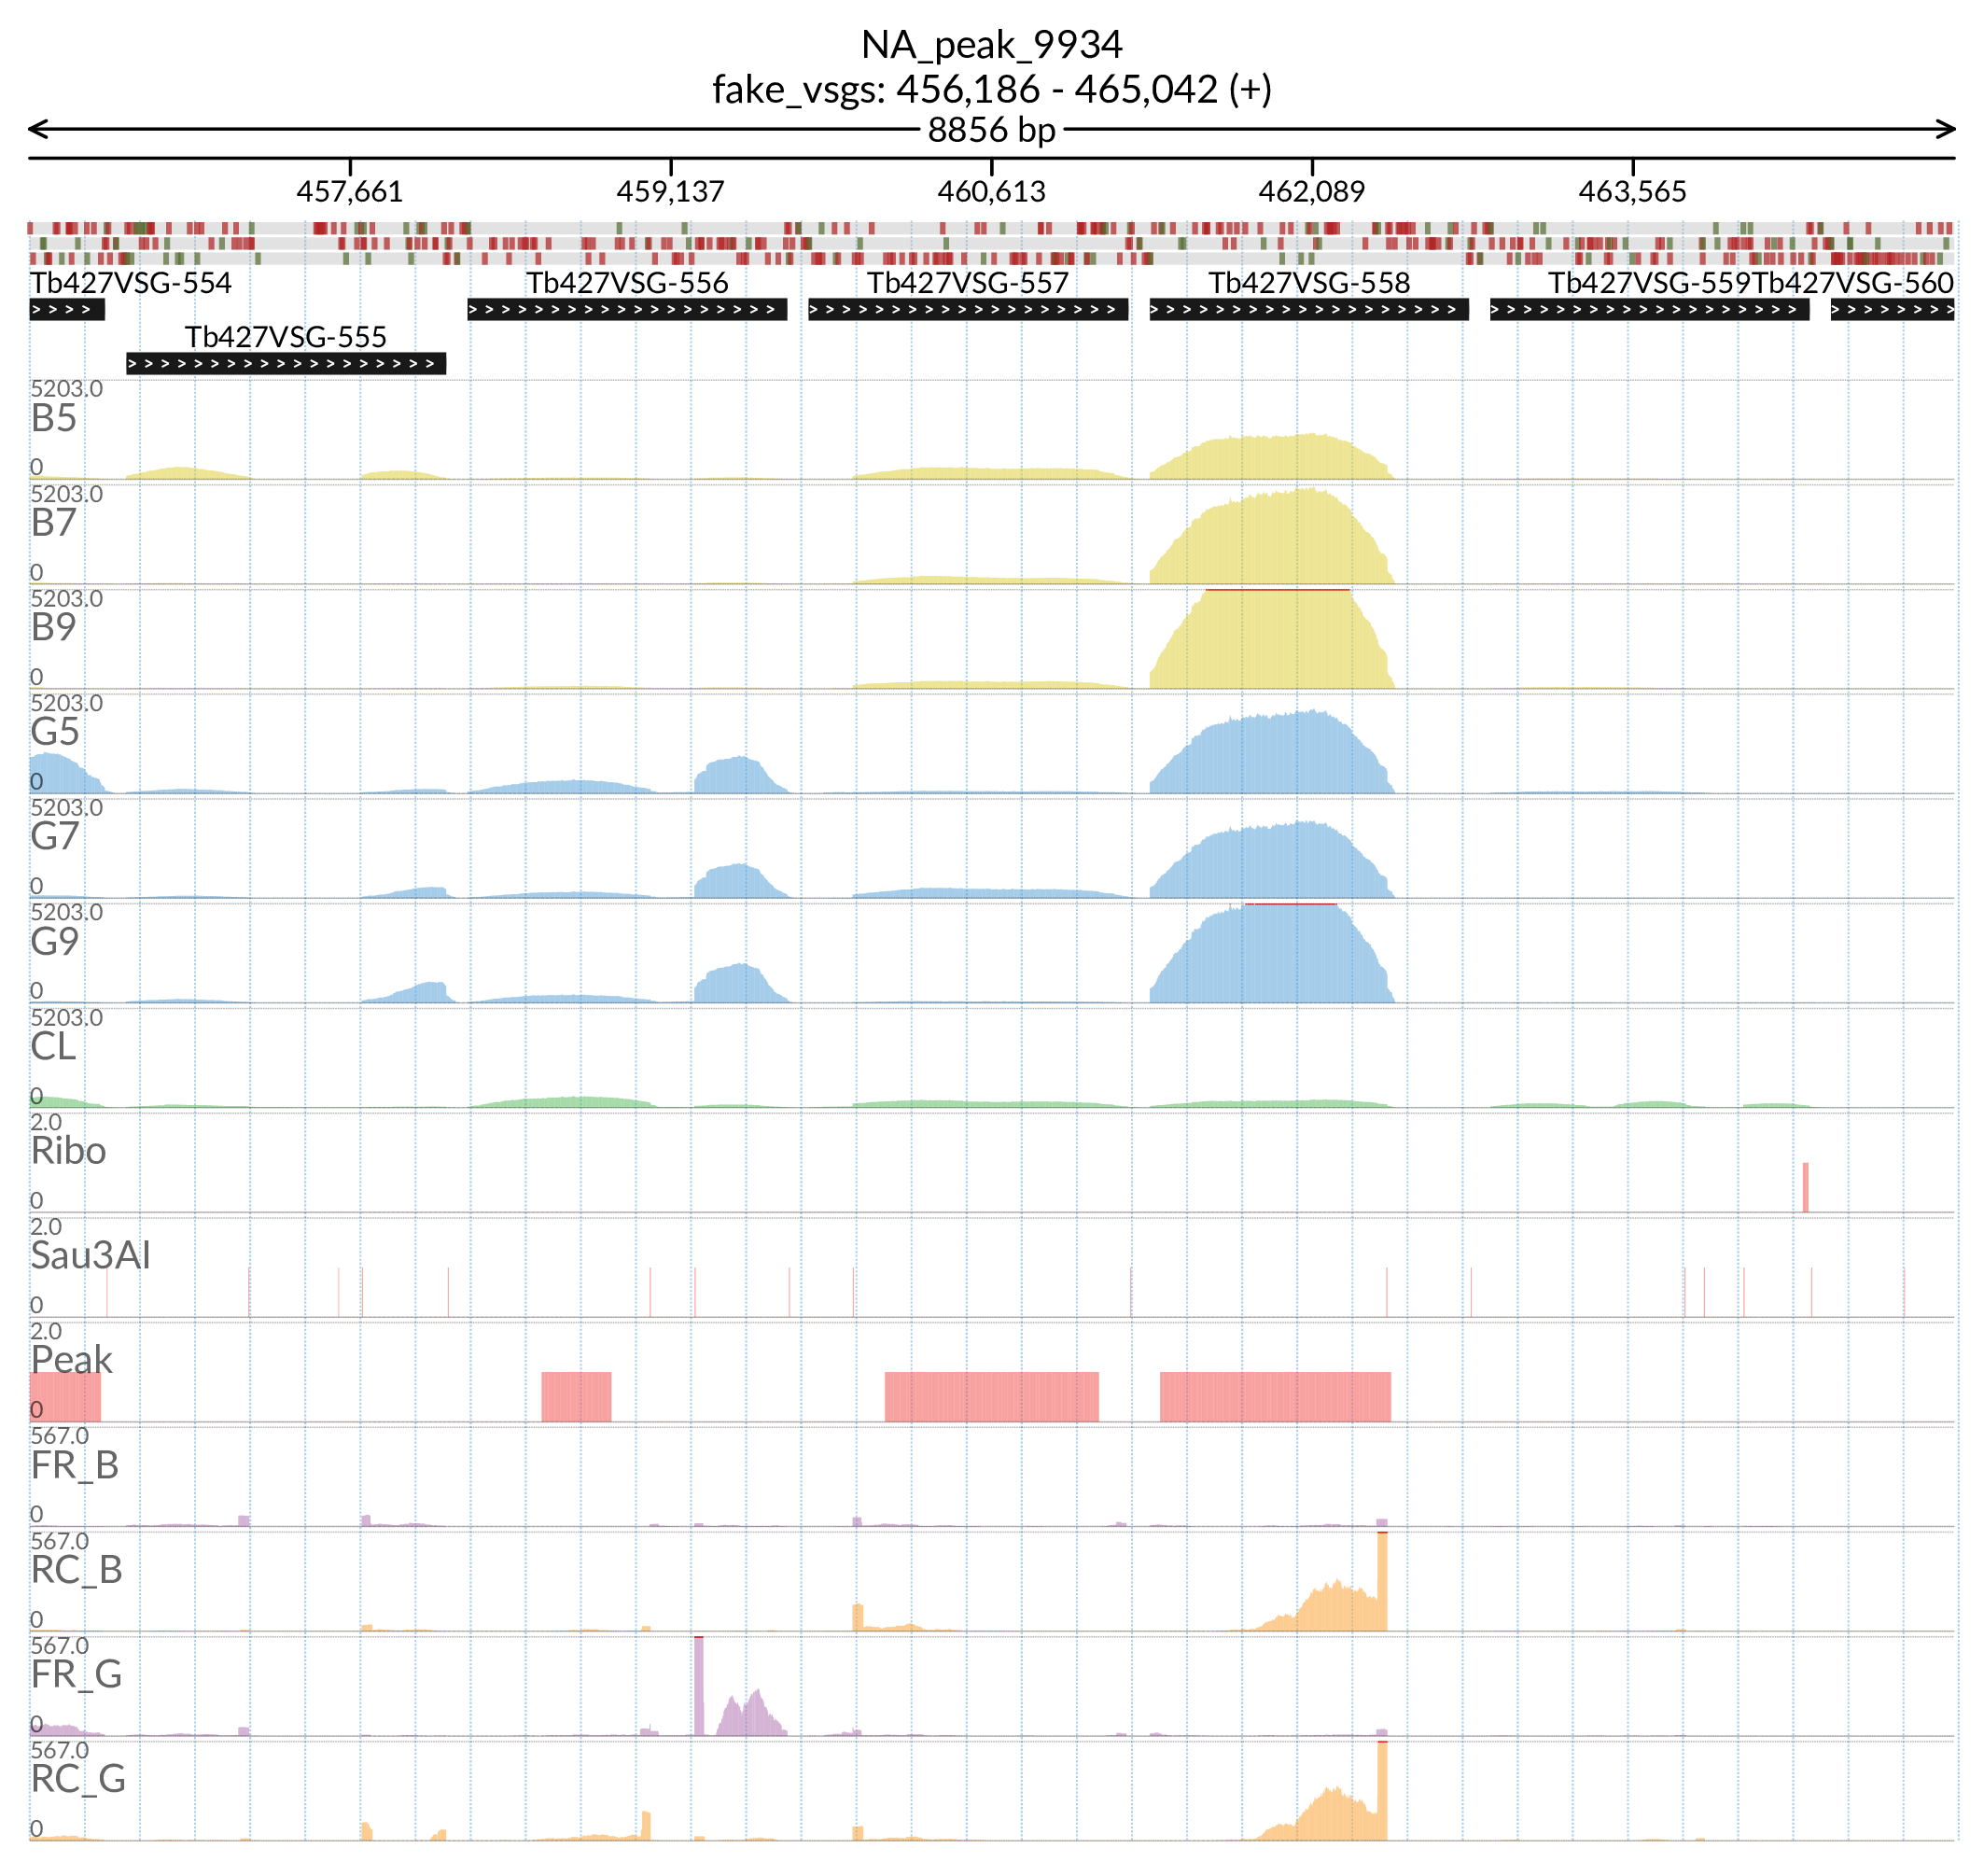 NA_peak_9934
fake_vsgs: 456,186 - 465,042 (+)
8856 bp
457,661 459,137 460,613 462,089 463,565
Tb427VSG-554 Tb427VSG-556 Tb427VSG-557 Tb427VSG-558 Tb427VSG-559 Tb427VSG-560
Tb427VSG-555
5203.0
B5
0
5203.0
B7
0
5203.0
B9
0
5203.0
G5
0
5203.0
G7
0
5203.0
G9
0
5203.0
CL
0
2.0
Ribo
0
2.0
Sau3AI
0
2.0
Peak
0
567.0
FR_B
0
567.0
RC_B
0
567.0
FR_G
0
567.0
RC_G
0